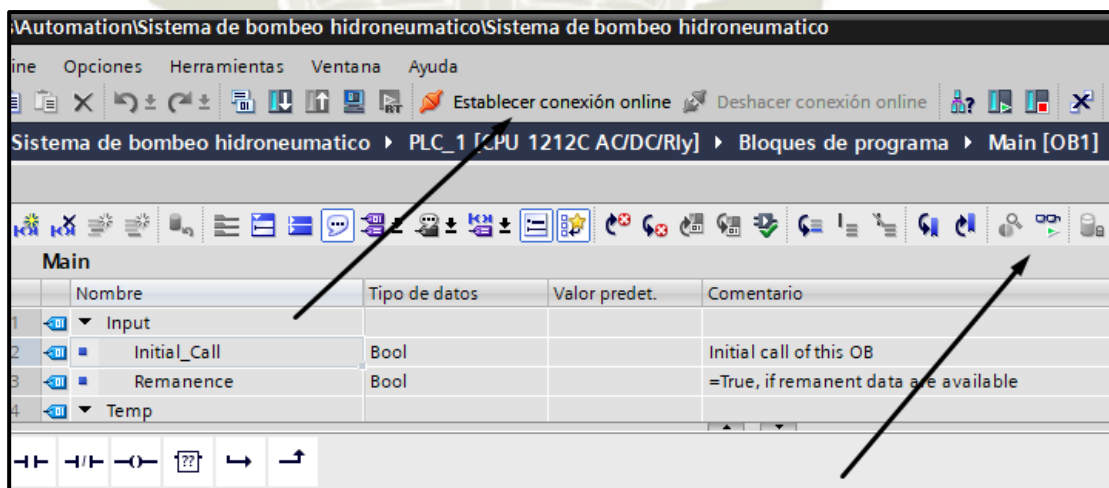 \Automation\Sistema de bombeo hidroneumatico\Sistema de bombeo hidroneumatico
ine Opciones Herramientas Ventana Ayuda
RT Establecer conexión online Deshacer conexión online
Sistema de bombeo hidroneumatico PLC_1 [CPU 1212C AC/DC/Rly] Bloques de programa Main [OB1]
Main
Nombre Tipo de datos Valor predet. Comentario
1 Input
2 Initial_Call Bool Initial call of this OB
3 Remanence Bool =True, if remanent data are available
4 Temp
??